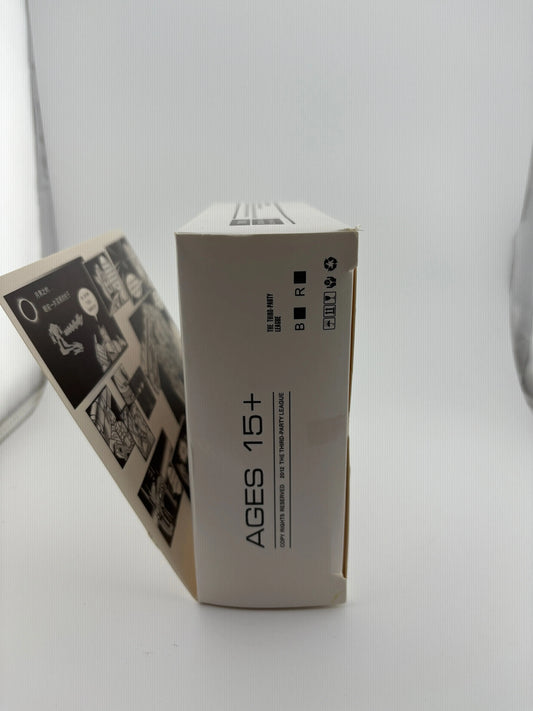 THE THIRD-PARTY
LEAGUE
B R
AGES 15+
COPY RIGHTS RESERVED 2012 THE THIRD-PARTY LEAGUE